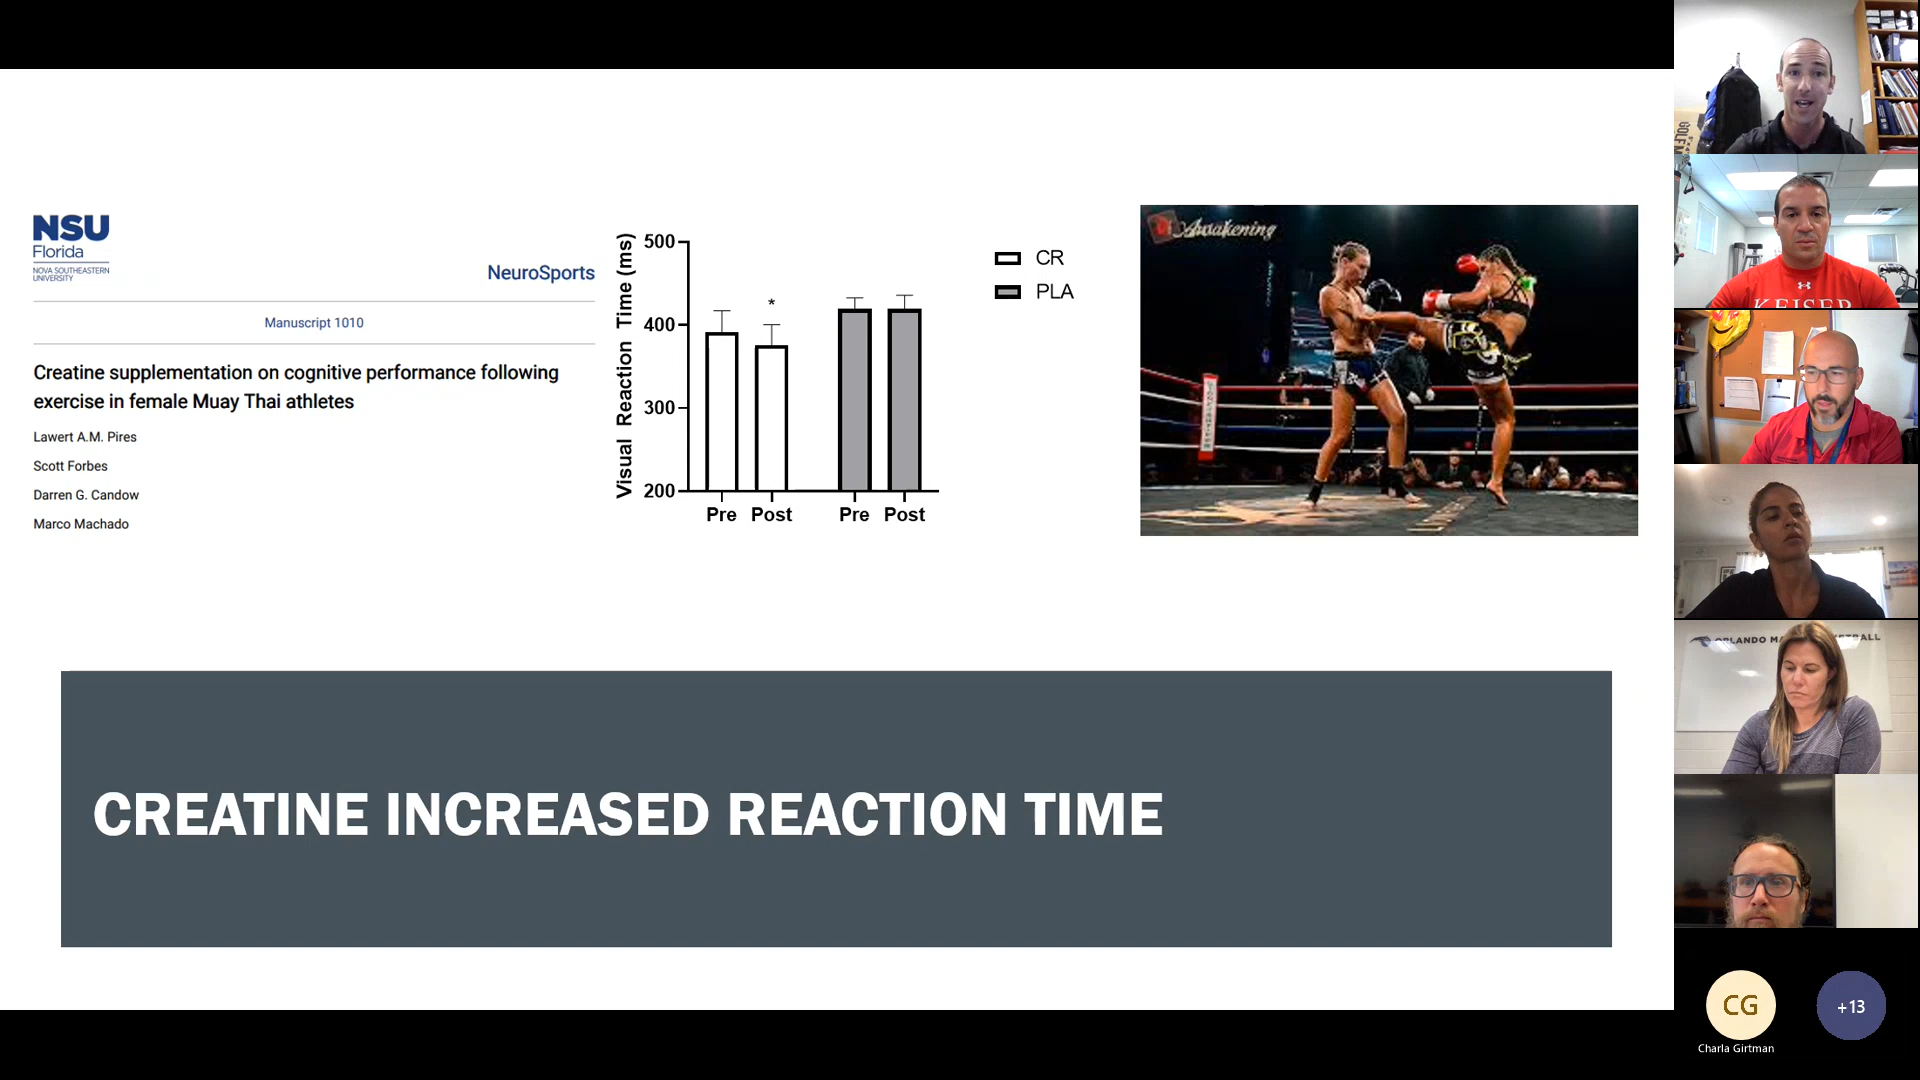 NSU
Florida
NOVA SOUTHEASTERN
UNIVERSITY
NeuroSports
Manuscript 1010
Creatine supplementation on cognitive performance following
exercise in female Muay Thai athletes
Lawert A.M. Pires
Scott Forbes
Darren G. Candow
Marco Machado
Visual Reaction Time (ms)
500
400
300
200
*
Pre Post Pre Post
CR
PLA
Awakening
CREATINE INCREASED REACTION TIME
KEISER
CG
+13
Charla Girtman